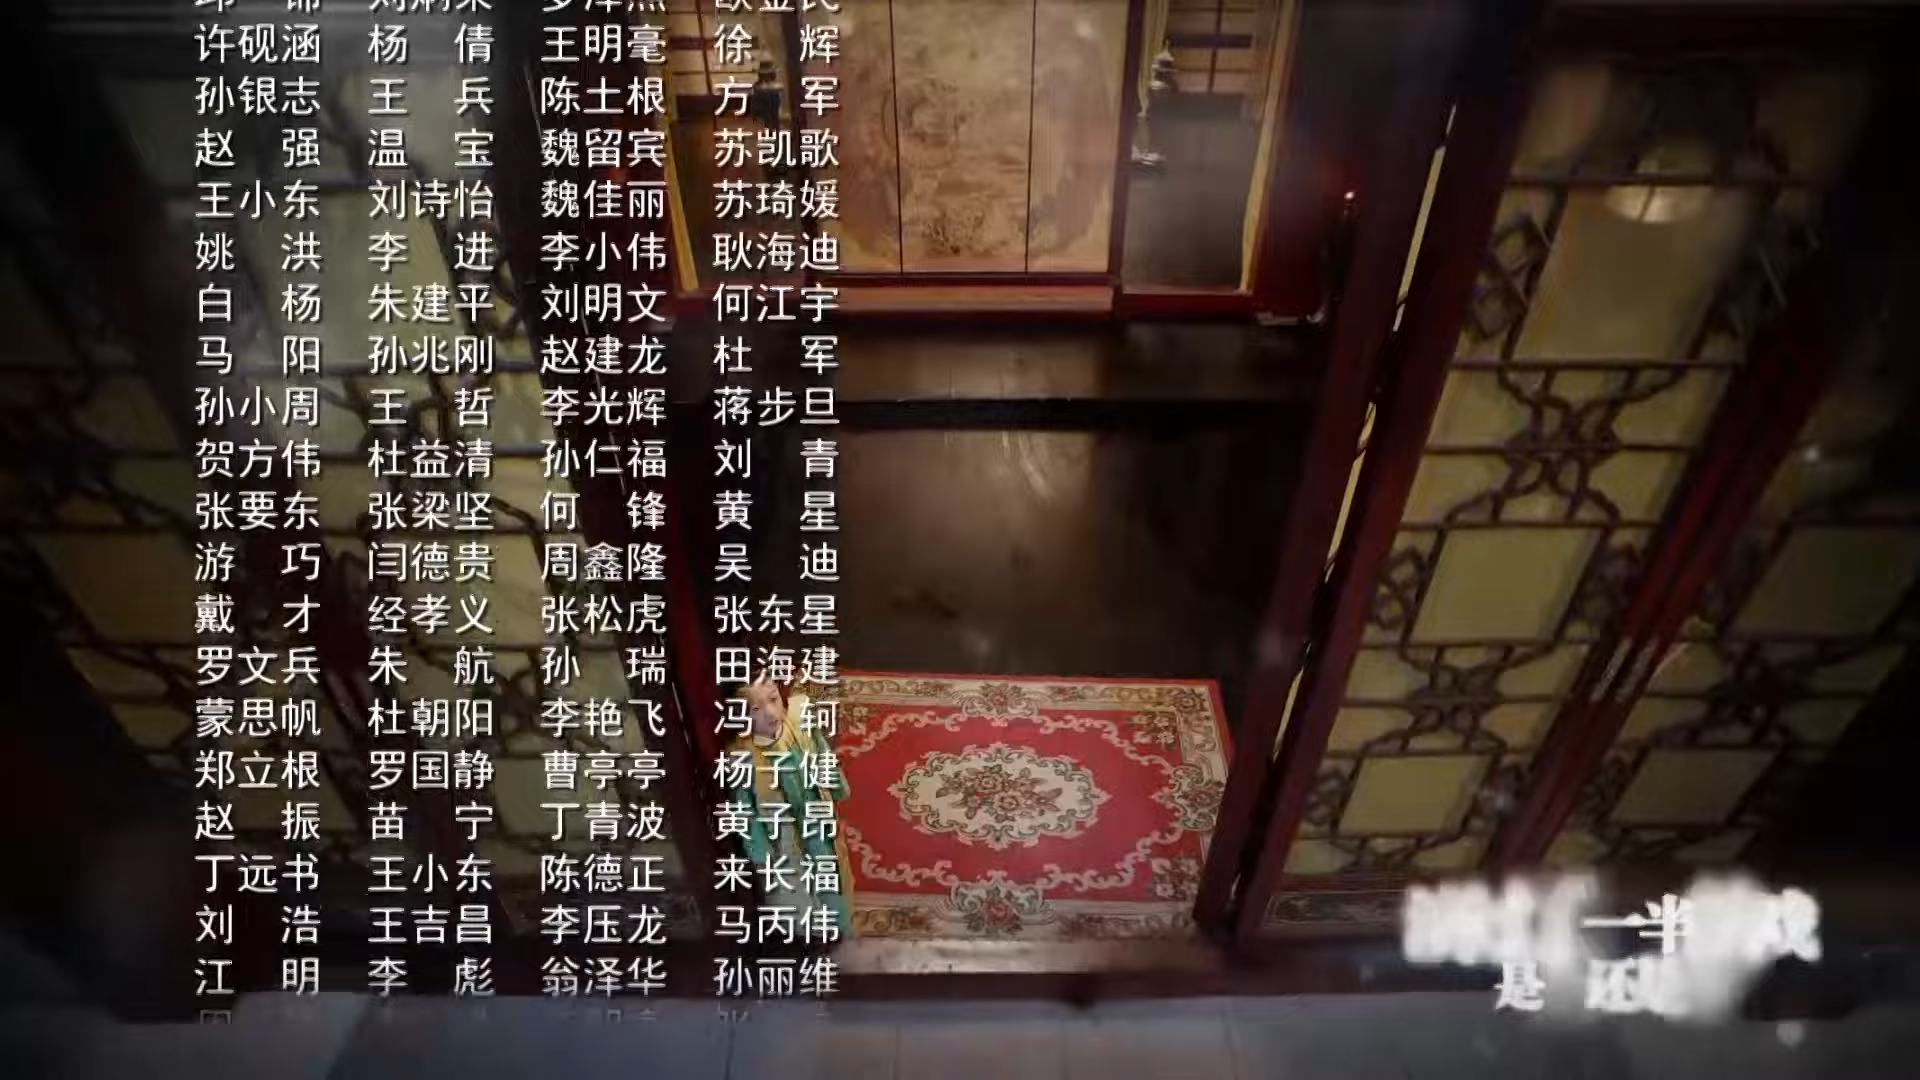 许砚涵 杨倩 王明毫 徐辉
孙银志 王兵 陈土根 方军
赵强 温宝 魏留宾 苏凯歌
王小东 刘诗怡 魏佳丽 苏琦媛
姚洪 李进 李小伟 耿海迪
白杨 朱建平 刘明文 何江宇
马阳 孙兆刚 赵建龙 杜军
孙小周 王哲 李光辉 蒋步旦
贺方伟 杜益清 孙仁福 刘青
张要东 张梁坚 何锋 黄星
游巧 闫德贵 周鑫隆 吴迪
戴才 经孝义 张松虎 张东星
罗文兵 朱航 孙瑞 田海建
蒙思帆 杜朝阳 李艳飞 冯轲
郑立根 罗国静 曹亭亭 杨子健
赵振 苗宁 丁青波 黄子昂
丁远书 王小东 陈德正 来长福
刘浩 王吉昌 李压龙 马丙伟
江明 李彪 翁泽华 孙丽维
一半
是 还是